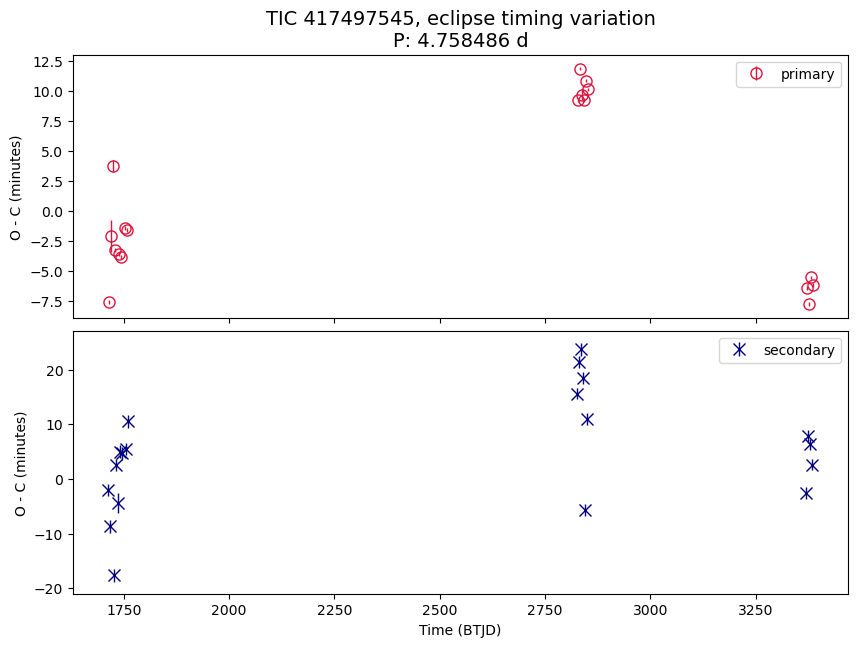 TIC 417497545, eclipse timing variation
P: 4.758486 d
12.5
10.0
7.5
5.0
2.5
0.0
−2.5
−5.0
−7.5
O - C (minutes)
primary
20
10
0
−10
−20
O - C (minutes)
secondary
1750 2000 2250 2500 2750 3000 3250
Time (BTJD)